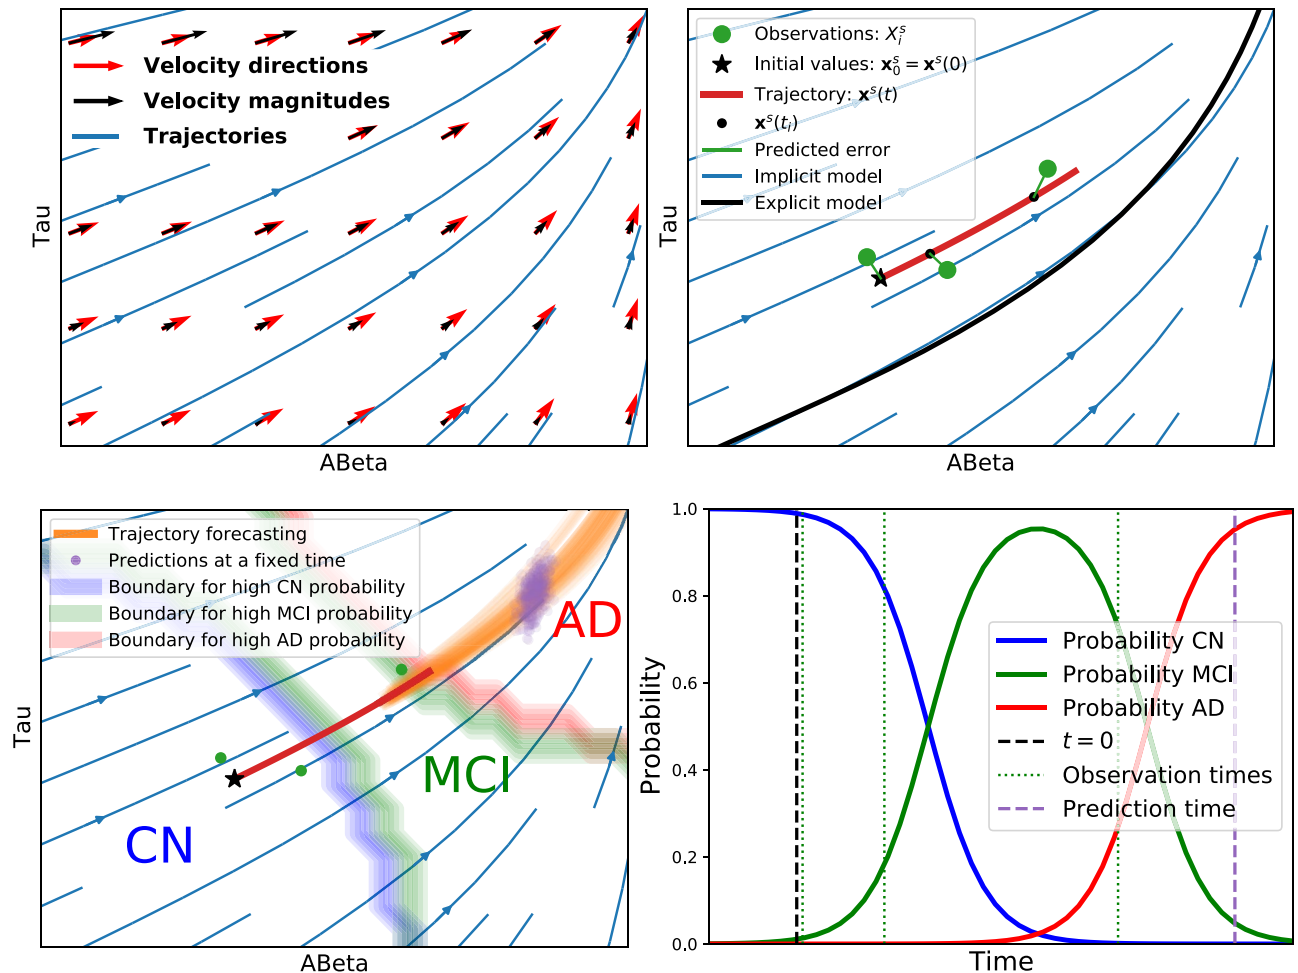 Velocity directions
Velocity magnitudes
Trajectories
Tau
ABeta
Observations: X_i^s
Initial values: x_0^s = x^s(0)
Trajectory: x^s(t)
x^s(t_i)
Predicted error
Implicit model
Explicit model
Tau
ABeta
Trajectory forecasting
Predictions at a fixed time
Boundary for high CN probability
Boundary for high MCI probability
Boundary for high AD probability
AD
MCI
CN
Tau
ABeta
1.0
0.8
0.6
0.4
0.2
0.0
Probability
Probability CN
Probability MCI
Probability AD
t = 0
Observation times
Prediction time
Time